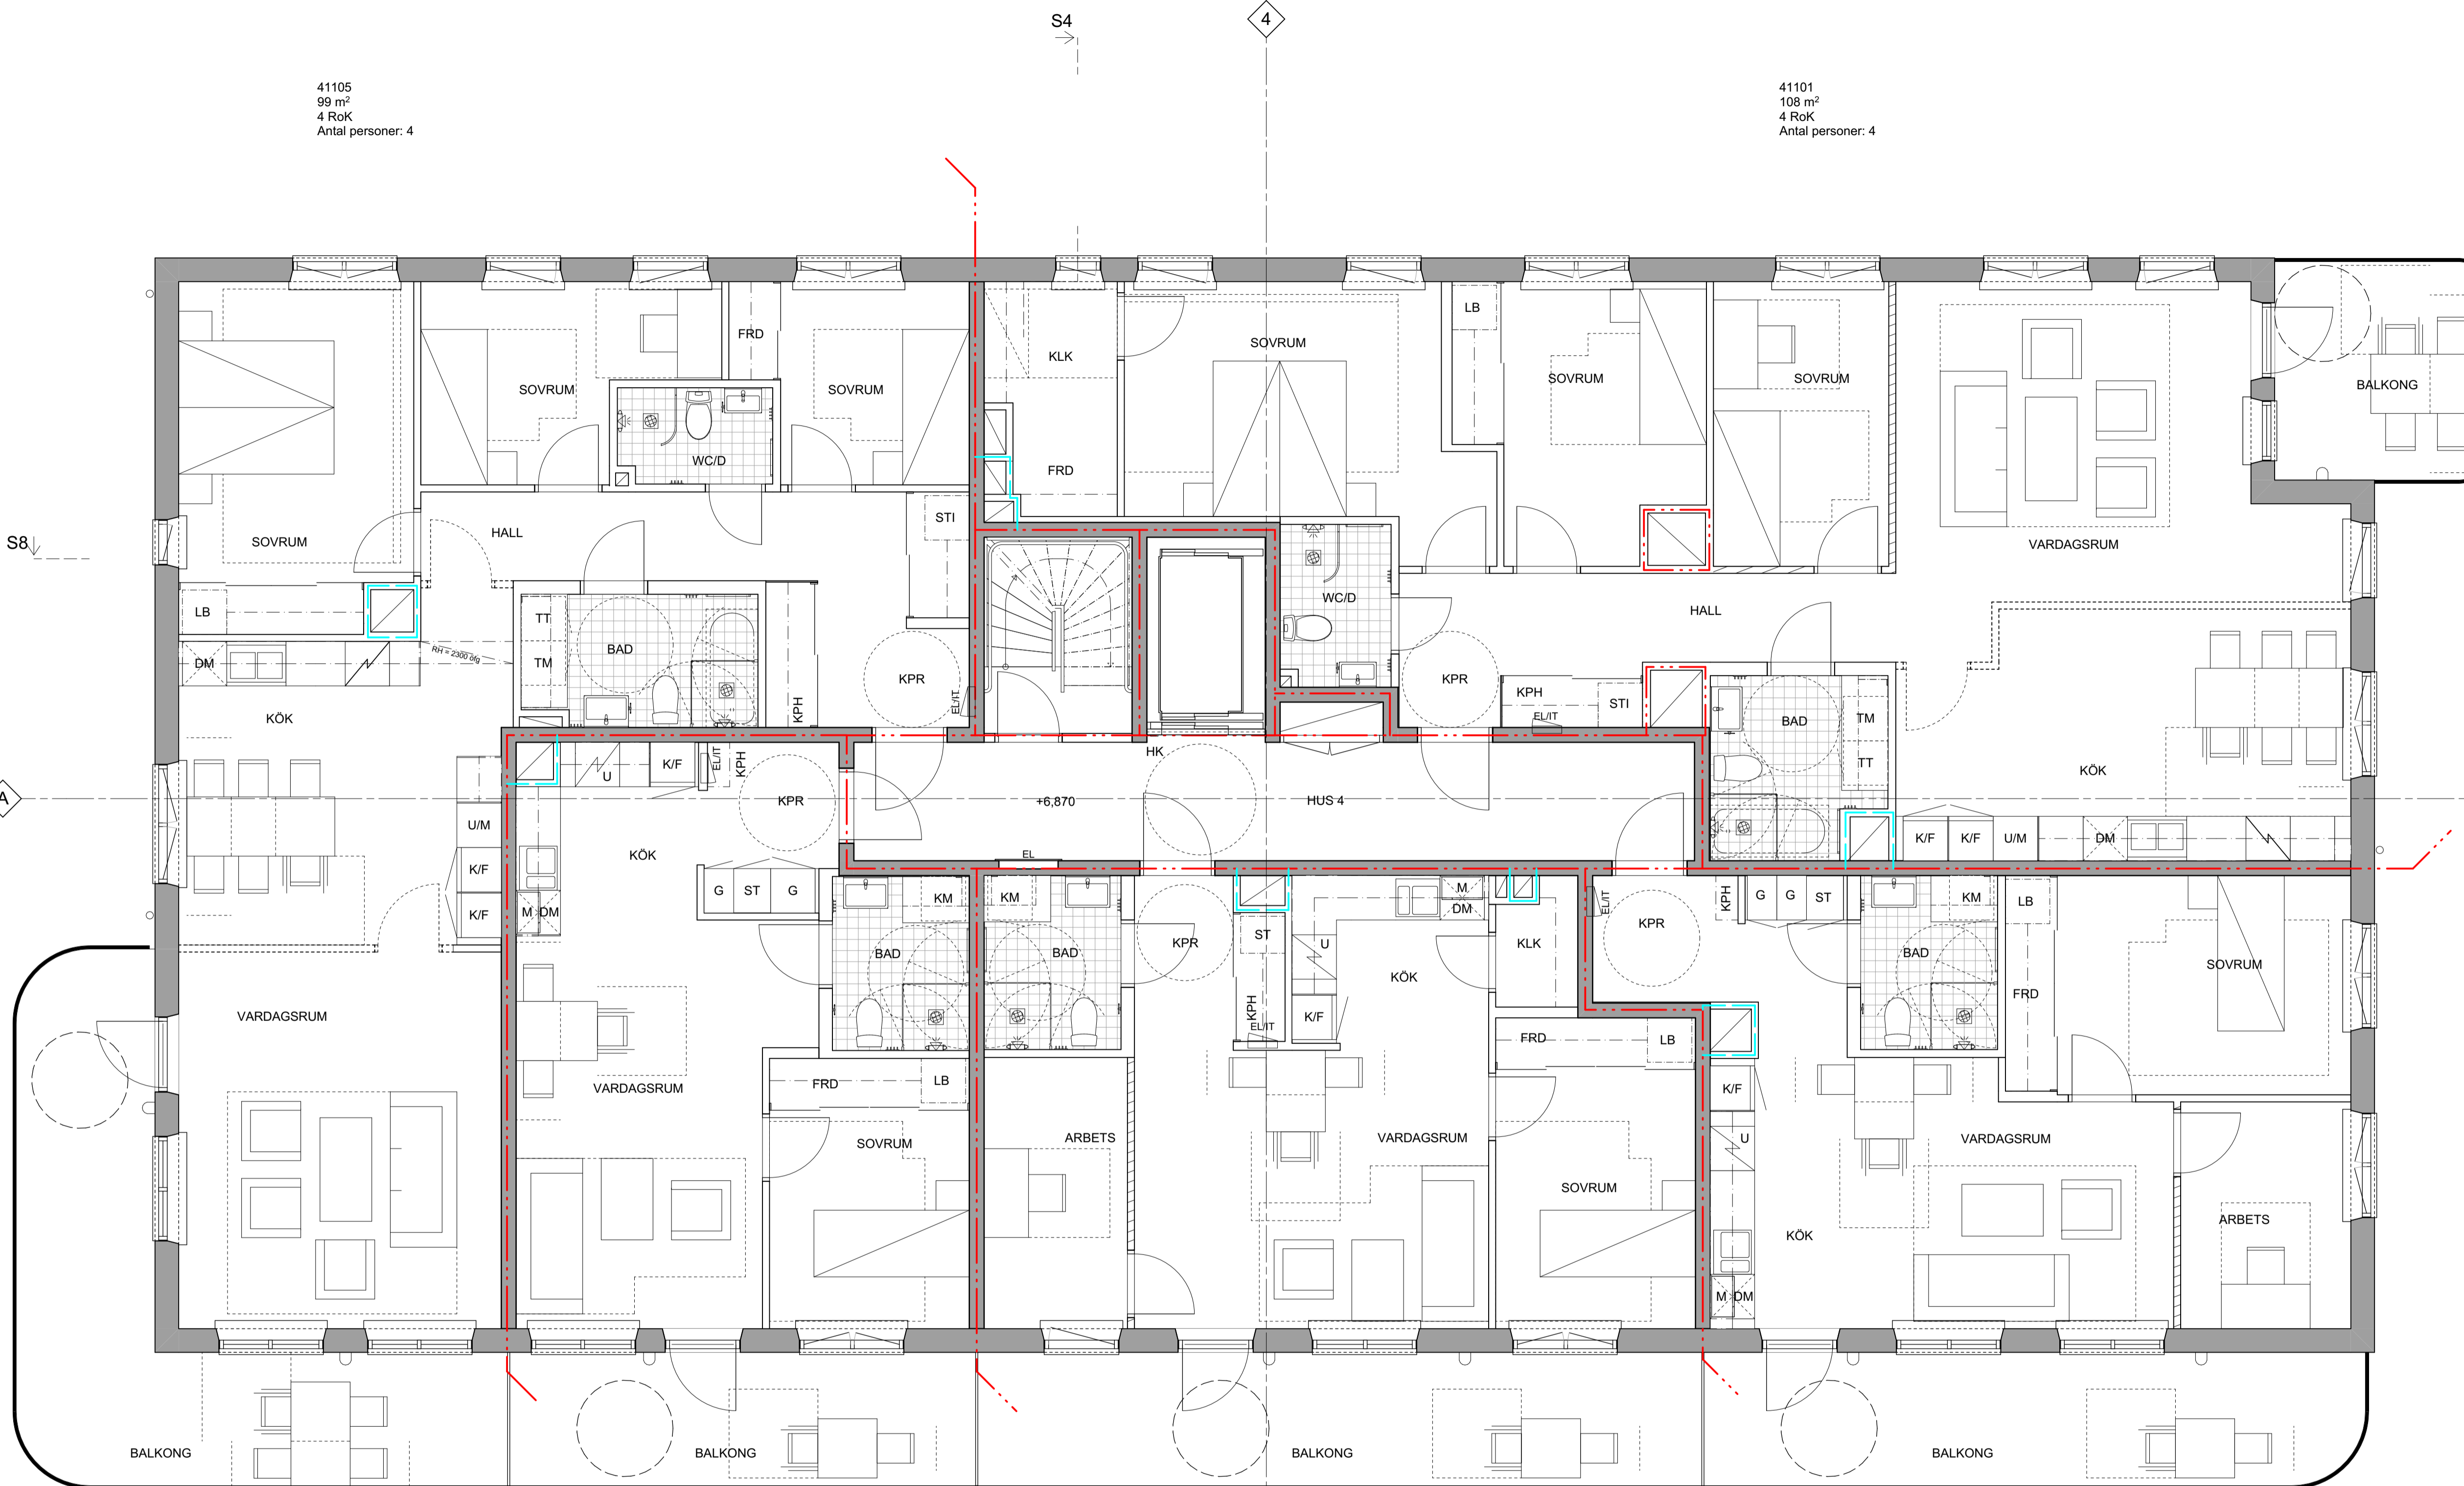 S4
4
41105
99 m²
4 RoK
Antal personer: 4
41101
108 m²
4 RoK
Antal personer: 4
LB
FRD
SOVRUM
KLK
SOVRUM
SOVRUM
SOVRUM
SOVRUM
BALKONG
WC/D
FRD
STI
HALL
S8
SOVRUM
VARDAGSRUM
LB
TT
WC/D
HALL
BAD
RH = 2300 öfg
DM
TM
KPR
KPR
KPH
STI
EL/IT
KPH
EL/IT
KÖK
BAD
TM
HK
K/F
U
EL/IT
KPH
TT
KÖK
A
KPR
+6,870
HUS 4
U/M
K/F
K/F
U/M
DM
KÖK
EL
K/F
G
ST
G
KM
KM
M
DM
EL/IT
KPH
G
G
ST
KM
LB
K/F
M
DM
KPR
ST
U
KLK
KPR
BAD
BAD
BAD
KÖK
SOVRUM
FRD
VARDAGSRUM
KPH
EL/IT
K/F
FRD
LB
FRD
LB
VARDAGSRUM
K/F
SOVRUM
ARBETS
VARDAGSRUM
U
VARDAGSRUM
SOVRUM
ARBETS
KÖK
M
DM
BALKONG
BALKONG
BALKONG
BALKONG